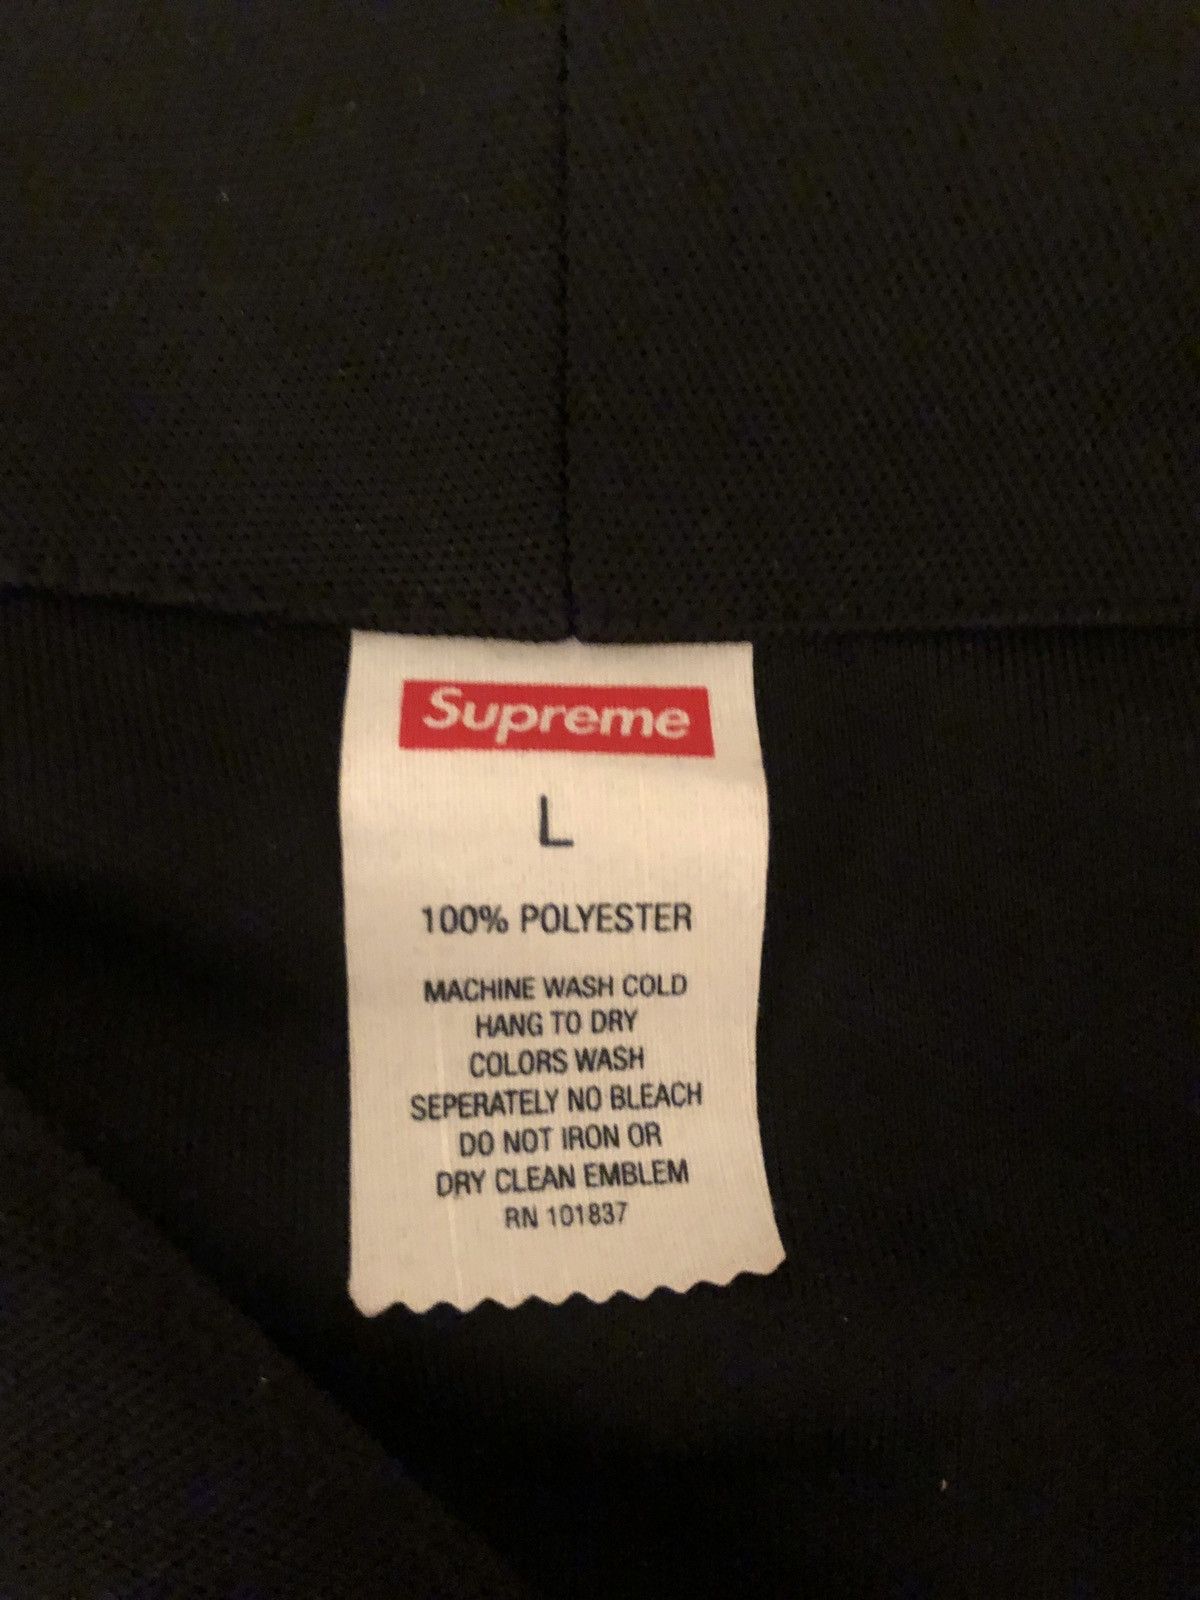 Supreme
L
100% POLYESTER
MACHINE WASH COLD
HANG TO DRY
COLORS WASH
SEPERATELY NO BLEACH
DO NOT IRON OR
DRY CLEAN EMBLEM
RN 101837